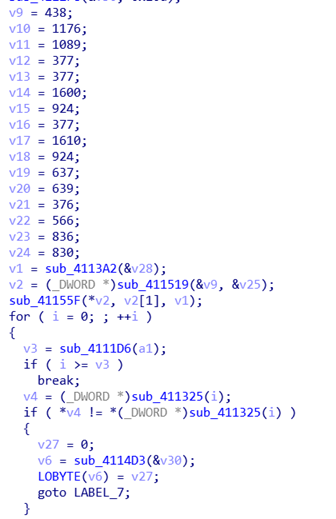 v9 = 438;
v10 = 1176;
v11 = 1089;
v12 = 377;
v13 = 377;
v14 = 1600;
v15 = 924;
v16 = 377;
v17 = 1610;
v18 = 924;
v19 = 637;
v20 = 639;
v21 = 376;
v22 = 566;
v23 = 836;
v24 = 830;
v1 = sub_4113A2(&v28);
v2 = (_DWORD *)sub_411519(&v9, &v25);
sub_41155F(*v2, v2[1], v1);
for ( i = 0; ; ++i )
{
v3 = sub_4111D6(a1);
if ( i >= v3 )
break;
v4 = (_DWORD *)sub_411325(i);
if ( *v4 != *(_DWORD *)sub_411325(i) )
{
v27 = 0;
v6 = sub_4114D3(&v30);
LOBYTE(v6) = v27;
goto LABEL_7;
}